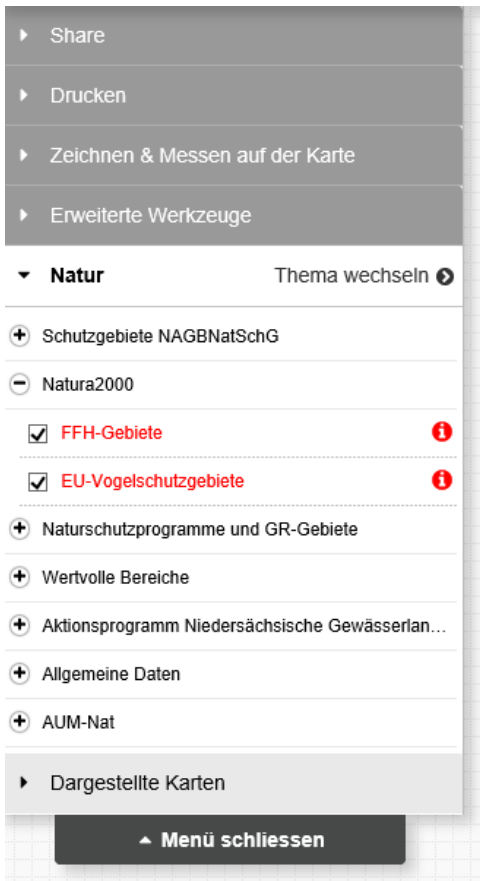 Share
Drucken
Zeichnen & Messen auf der Karte
Erweiterte Werkzeuge
Natur Thema wechseln
Schutzgebiete NAGBNatSchG
Natura2000
FFH-Gebiete
EU-Vogelschutzgebiete
Naturschutzprogramme und GR-Gebiete
Wertvolle Bereiche
Aktionsprogramm Niedersächsische Gewässerlan...
Allgemeine Daten
AUM-Nat
Dargestellte Karten
Menü schliessen